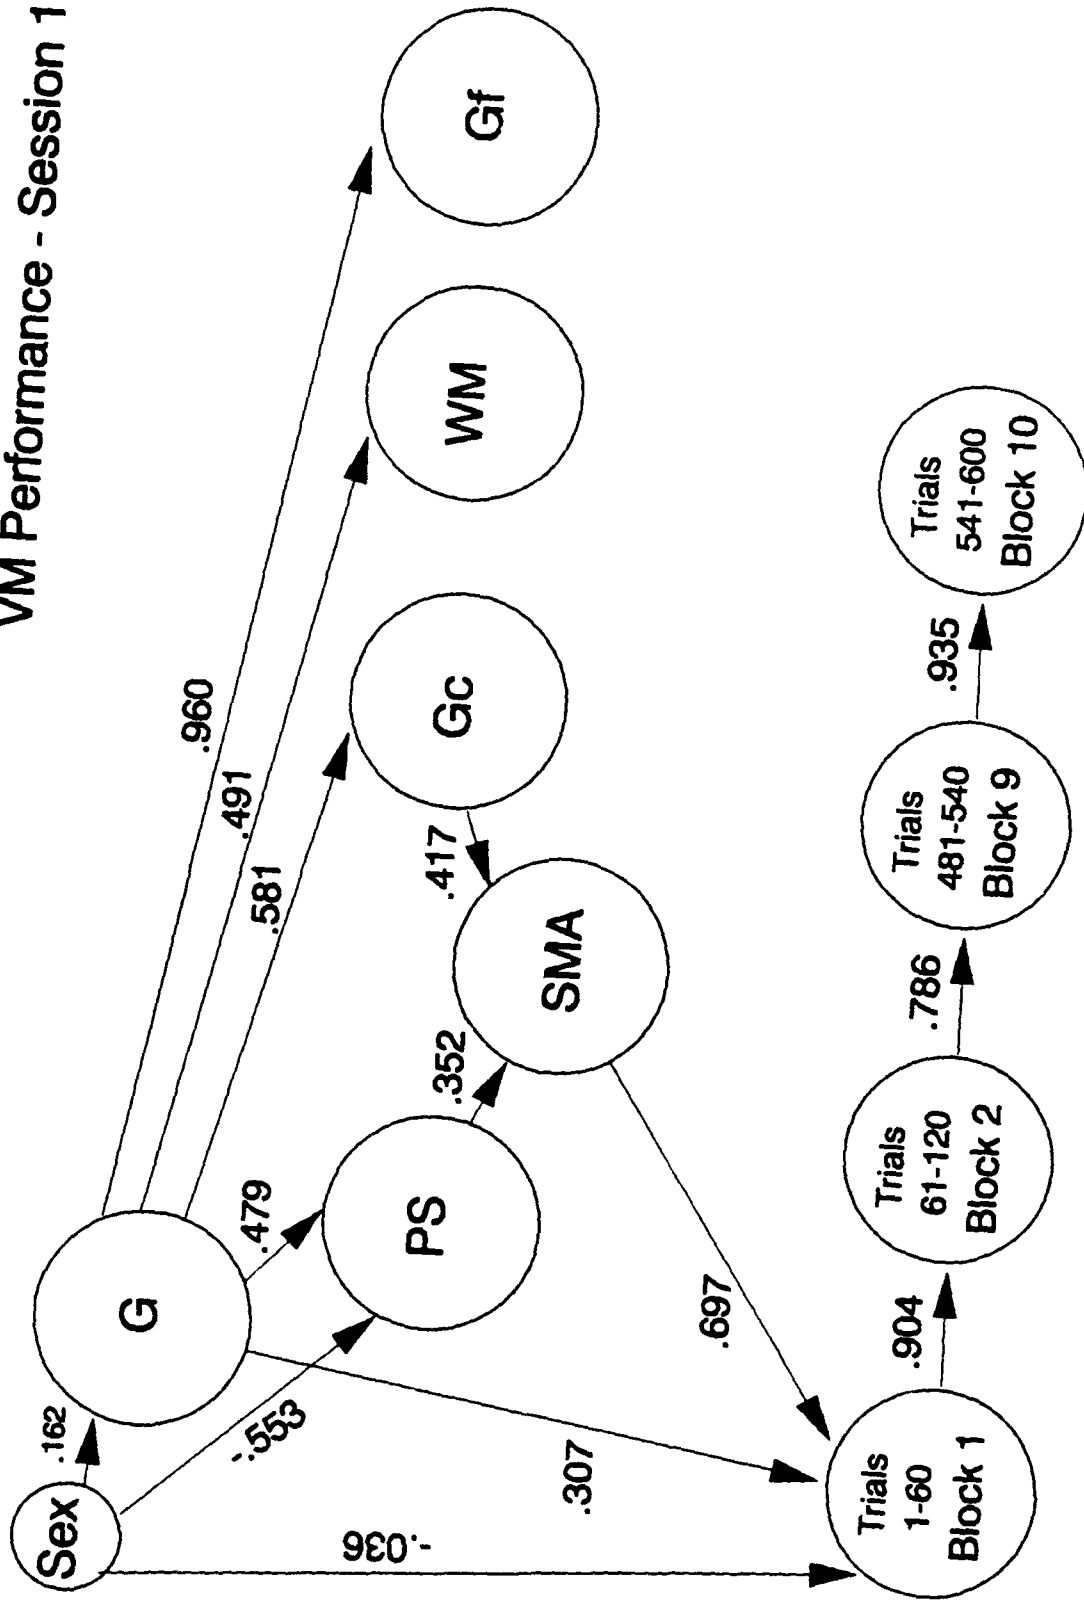 VM Performance - Session 1
Sex
.162
G
.960
.491
.581
.479
-.553
-.036
.307
PS
.352
SMA
.417
Gc
WM
Gf
.697
Trials
1-60
Block 1
.904
Trials
61-120
Block 2
.786
Trials
481-540
Block 9
.935
Trials
541-600
Block 10